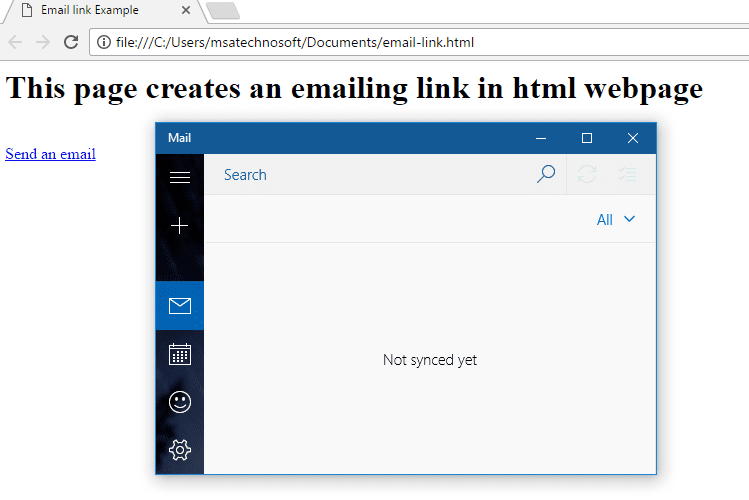 Email link Example
file:///C:/Users/msatechnosoft/Documents/email-link.html
This page creates an emailing link in html webpage
Send an email
Mail
Search
All
Not synced yet